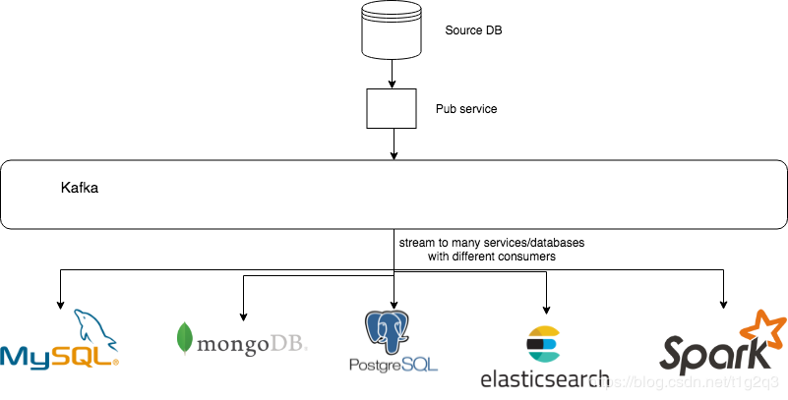 Source DB
Pub service
Kafka
stream to many services/databases
with different consumers
MySQL®
mongoDB®
PostgreSQL
elasticsearch
Spark
https://blog.csdn.net/t1g2q3